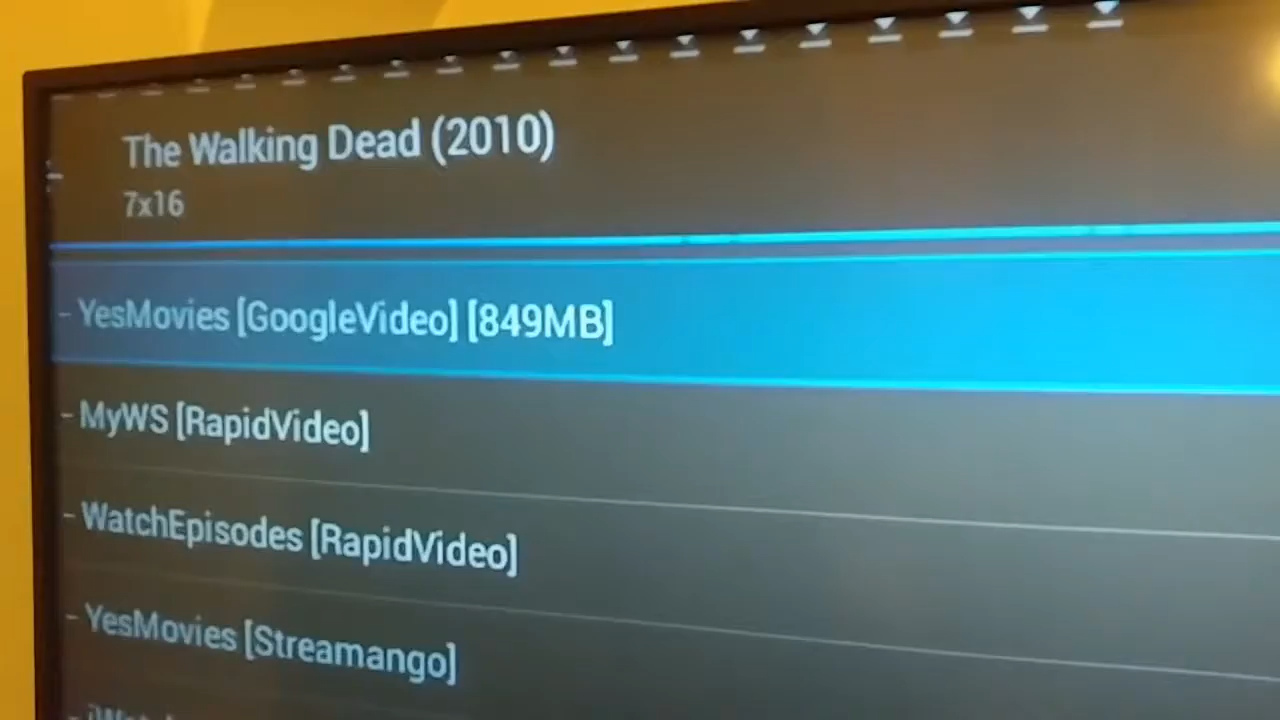 The Walking Dead (2010)
7x16
- YesMovies [GoogleVideo] [849MB]
- MyWS [RapidVideo]
- WatchEpisodes [RapidVideo]
- YesMovies [Streamango]